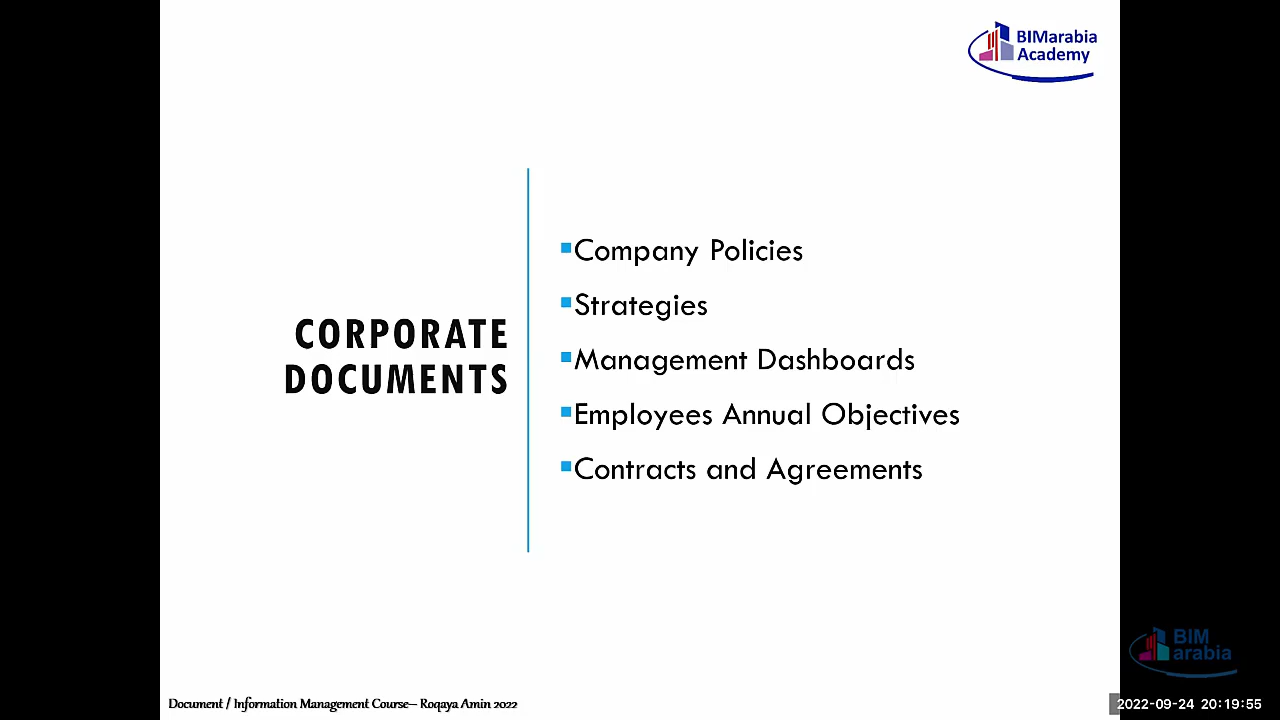 BIMarabia
Academy
CORPORATE
DOCUMENTS
▪Company Policies
▪Strategies
▪Management Dashboards
▪Employees Annual Objectives
▪Contracts and Agreements
BIM
arabia
Document / Information Management Course– Roqaya Amin 2022
2022-09-24 20:19:55